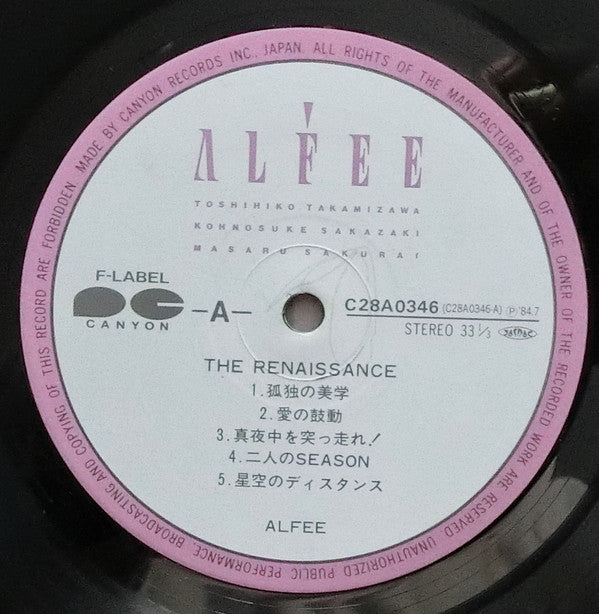 MADE BY CANYON RECORDS INC., JAPAN. ALL RIGHTS OF THE MANUFACTURER AND OF THE OWNER OF THE RECORDED WORK ARE RESERVED. UNAUTHORIZED PUBLIC PERFORMANCE BROADCASTING AND COPYING OF THIS RECORD ARE FORBIDDEN.
ALFEE
TOSHIHIKO TAKAMIZAWA
KOHNOSUKE SAKAZAKI
MASARU SAKURAI
F-LABEL
CANYON
—A—
C28A0346 (C28A0346-A) Ⓟ '84.7
STEREO 33 1/3
THE RENAISSANCE
1.孤独の美学
2.愛の鼓動
3.真夜中を突っ走れ!
4.二人のSEASON
5.星空のディスタンス
ALFEE